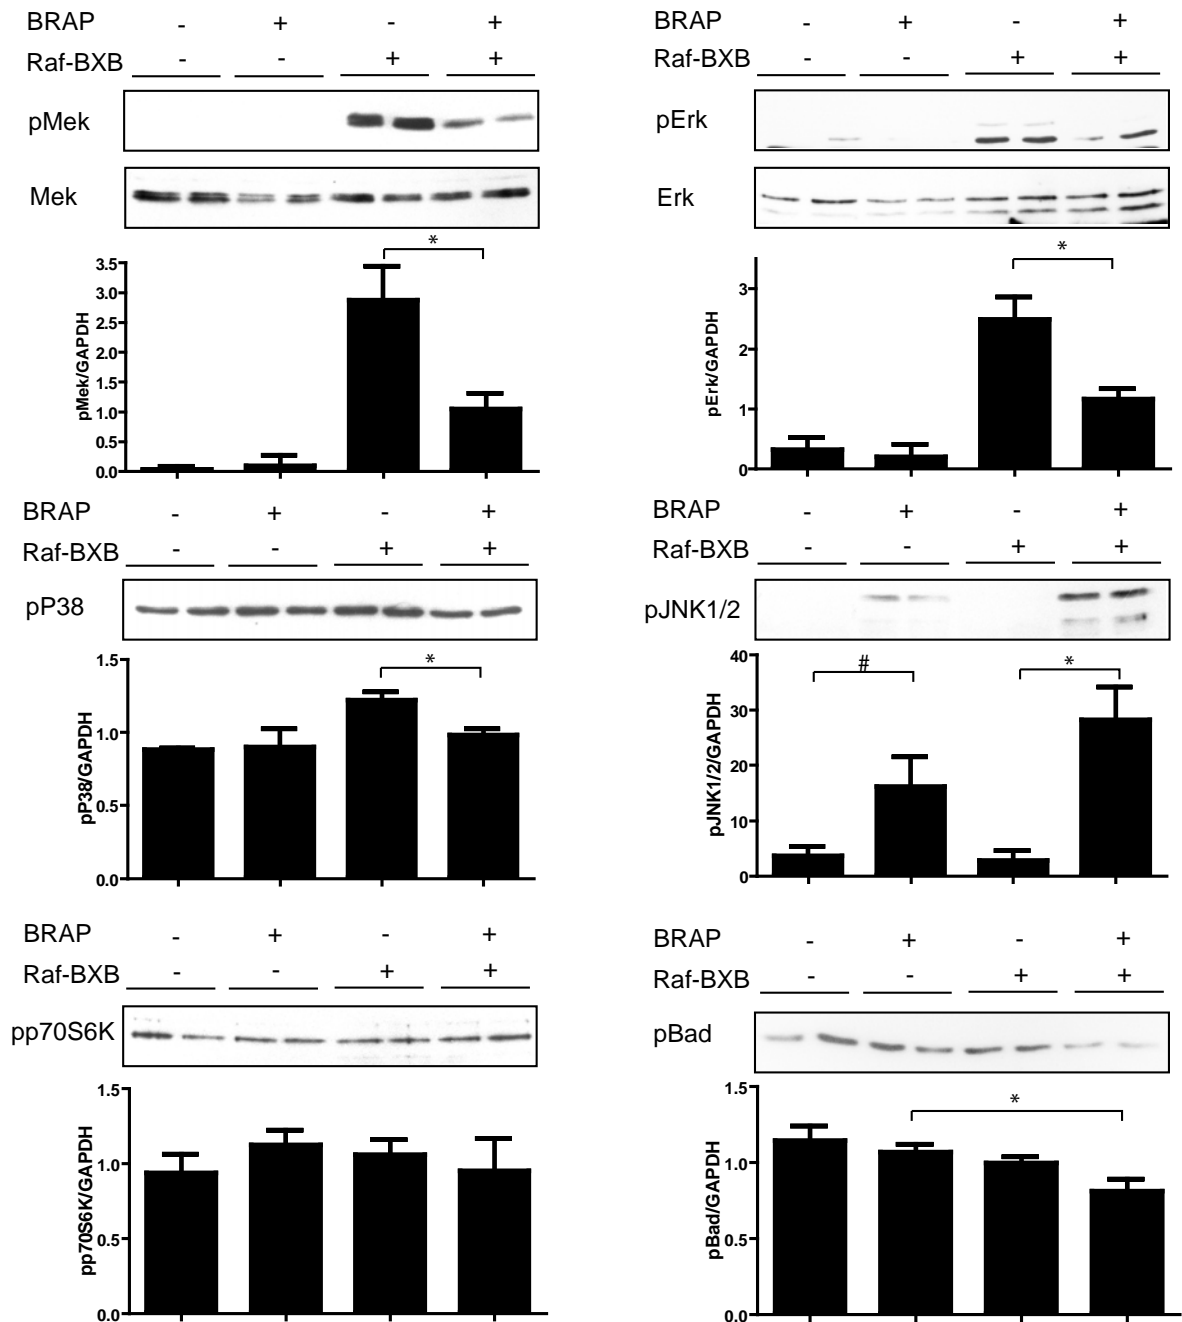 BRAP - + - +
Raf-BXB - - + +
pMek
Mek
*
pMek/GAPDH
3.5
3.0
2.5
2.0
1.5
1.0
0.5
0.0
BRAP - + - +
Raf-BXB - - + +
pErk
Erk
*
pErk/GAPDH
3
2
1
0
BRAP - + - +
Raf-BXB - - + +
pP38
*
pP38/GAPDH
1.5
1.0
0.5
0.0
BRAP - + - +
Raf-BXB - - + +
pJNK1/2
# *
pJNK1/2/GAPDH
40
30
20
10
0
BRAP - + - +
Raf-BXB - - + +
pp70S6K
pp70S6K/GAPDH
1.5
1.0
0.5
0.0
BRAP - + - +
Raf-BXB - - + +
pBad
*
pBad/GAPDH
1.5
1.0
0.5
0.0